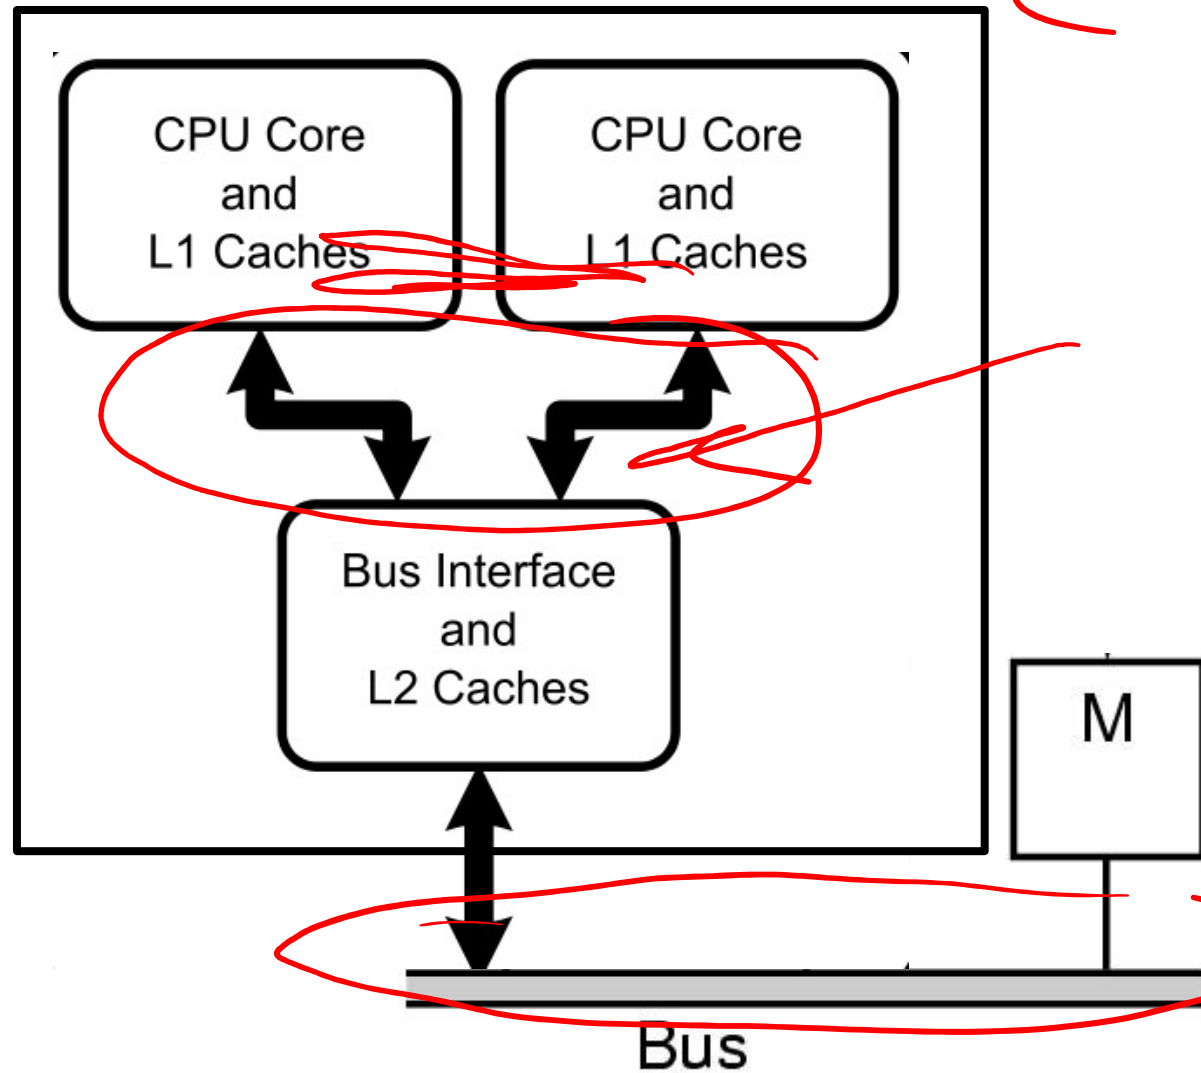 CPU Core
and
L1 Caches
CPU Core
and
L1 Caches
Bus Interface
and
L2 Caches
M
Bus